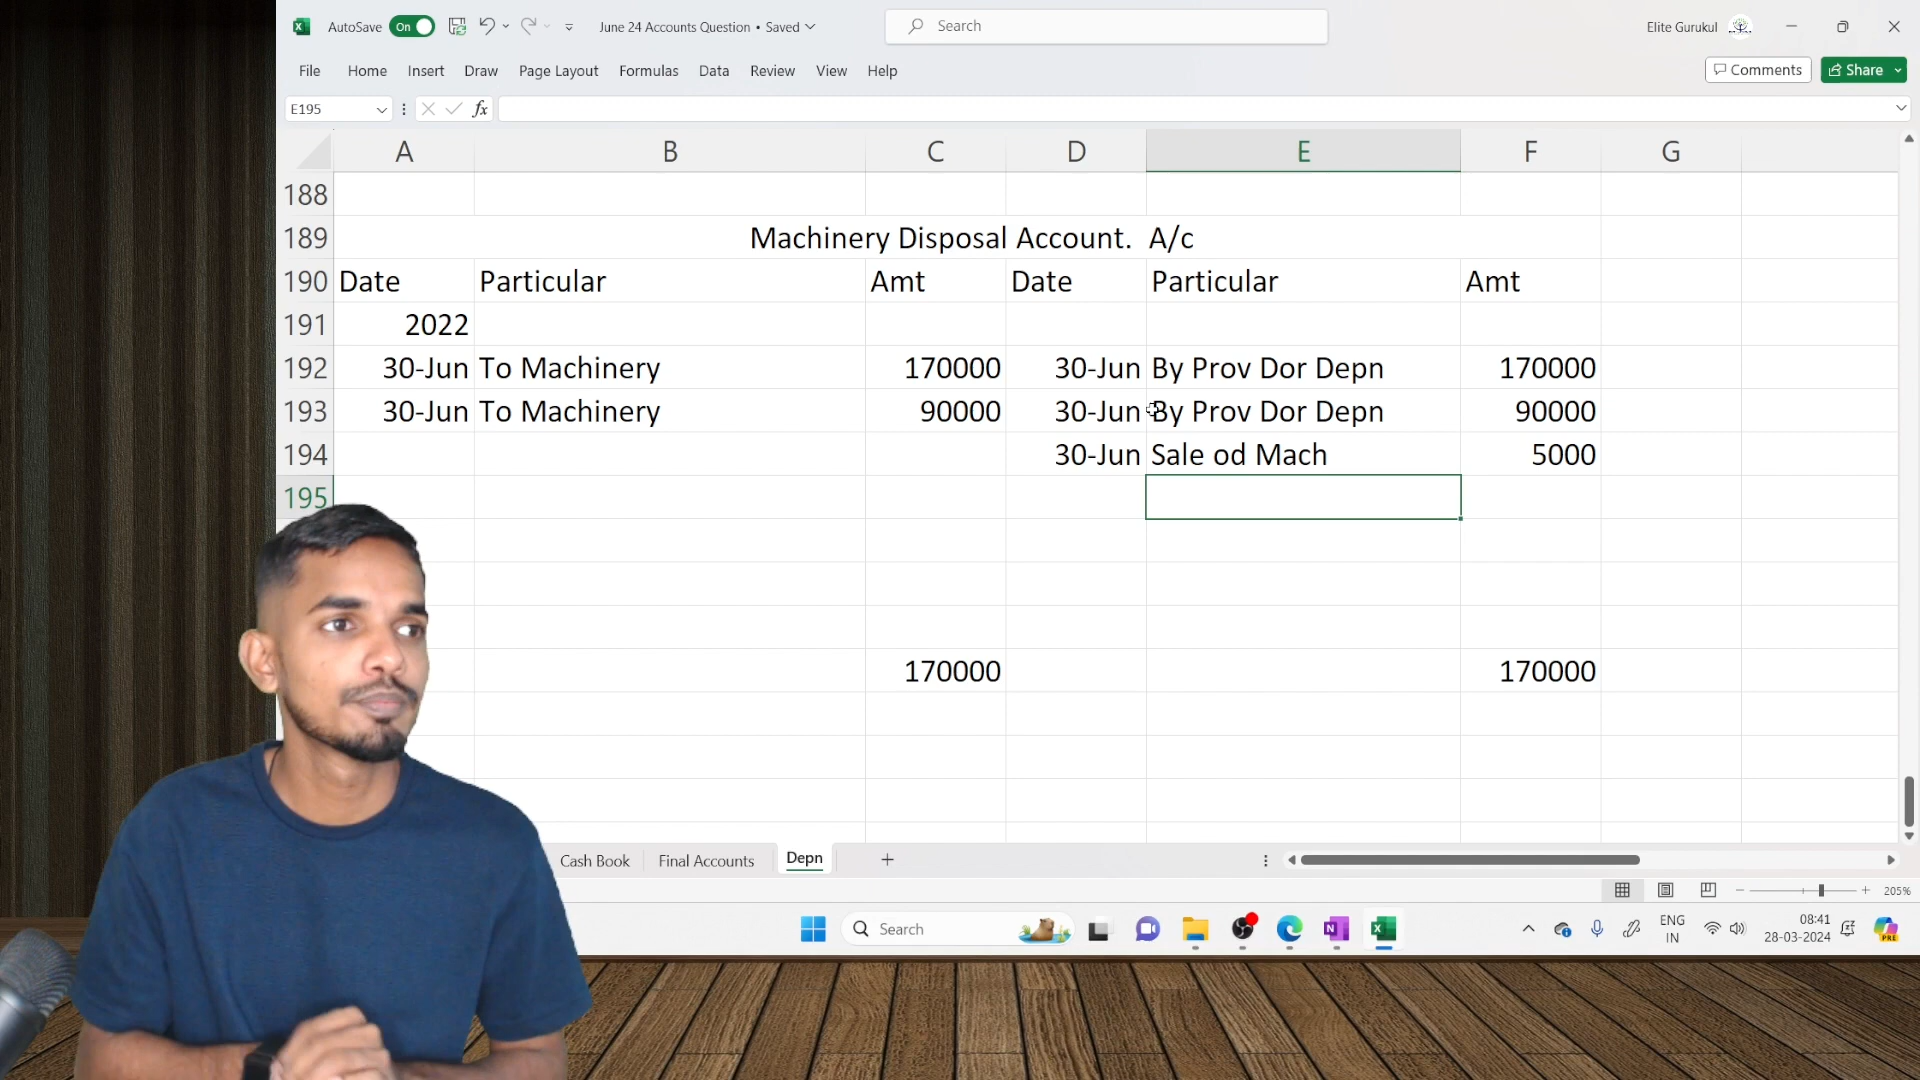 AutoSave On June 24 Accounts Question • Saved Search Elite Gurukul
File Home Insert Draw Page Layout Formulas Data Review View Help Comments Share
E195 fx
A B C D E F G
188
189 Machinery Disposal Account. A/c
190 Date Particular Amt Date Particular Amt
191 2022
192 30-Jun To Machinery 170000 30-Jun By Prov Dor Depn 170000
193 30-Jun To Machinery 90000 30-Jun By Prov Dor Depn 90000
194 30-Jun Sale od Mach 5000
195
170000 170000
Cash Book Final Accounts Depn
205%
Search ENG 08:41
IN 28-03-2024 PRE